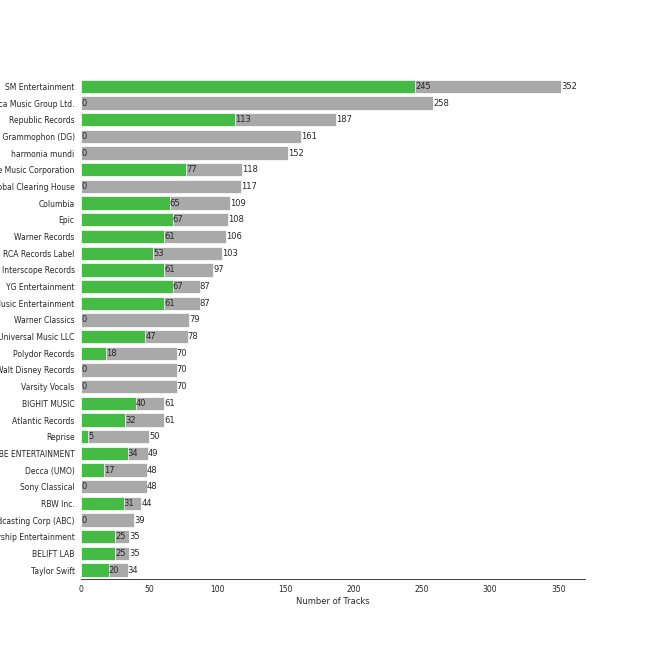 SM Entertainment 245 352
Music Group Ltd. 0 258
Republic Records 113 187
Grammophon (DG) 0 161
harmonia mundi 0 152
Music Corporation 77 118
Clearing House 0 117
Columbia 65 109
Epic 67 108
Warner Records 61 106
RCA Records Label 53 103
Interscope Records 61 97
YG Entertainment 67 87
Music Entertainment 61 87
Warner Classics 0 79
Universal Music LLC 47 78
Polydor Records 18 70
Walt Disney Records 0 70
Varsity Vocals 0 70
BIGHIT MUSIC 40 61
Atlantic Records 32 61
Reprise 5 50
ENTERTAINMENT 34 49
Decca (UMO) 17 48
Sony Classical 0 48
RBW Inc. 31 44
Corp (ABC) 0 39
Entertainment 25 35
BELIFT LAB 25 35
Taylor Swift 20 34
0 50 100 150 200 250 300 350
Number of Tracks